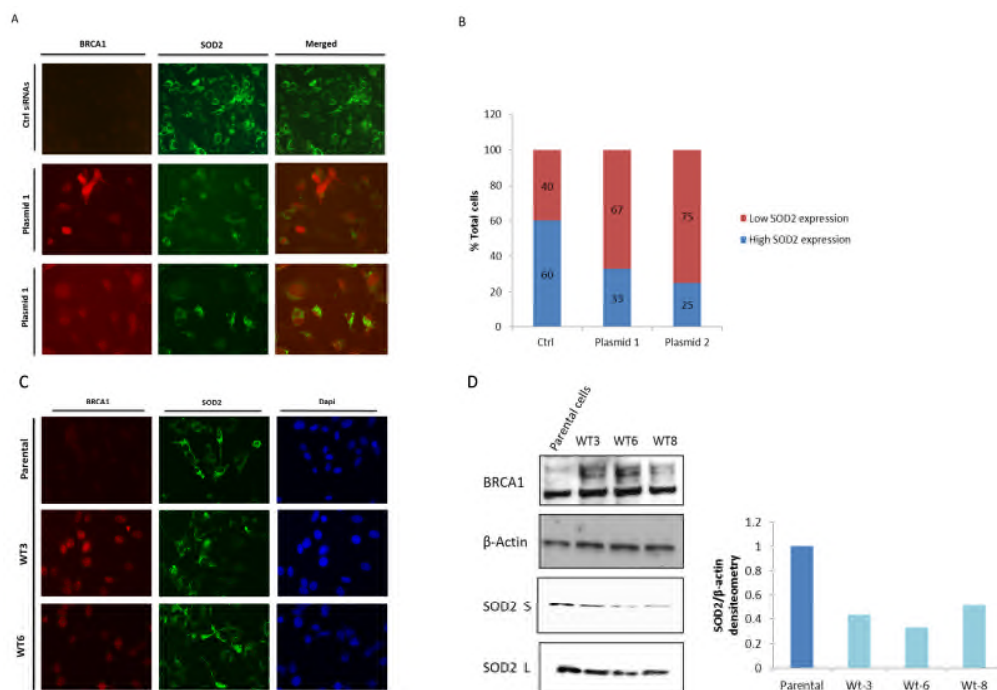 A
BRCA1 SOD2 Merged
Ctrl siRNAs
Plasmid 1
Plasmid 1
B
120
100
80
60
40
20
0
% Total cells
40
60
67
33
75
25
Ctrl Plasmid 1 Plasmid 2
Low SOD2 expression
High SOD2 expression
C
BRCA1 SOD2 Dapi
Parental
WT3
WT6
D
Parental cells WT3 WT6 WT8
BRCA1
β-Actin
SOD2 S
SOD2 L
SOD2/β-actin
densiteometry
1.2
1
0.8
0.6
0.4
0.2
0
Parental Wt-3 Wt-6 Wt-8